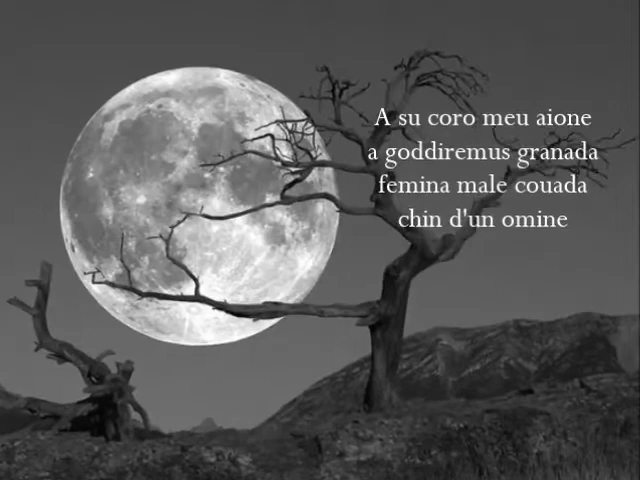 A su coro meu aione
a goddiremus granada
femina male couada
chin d'un omine